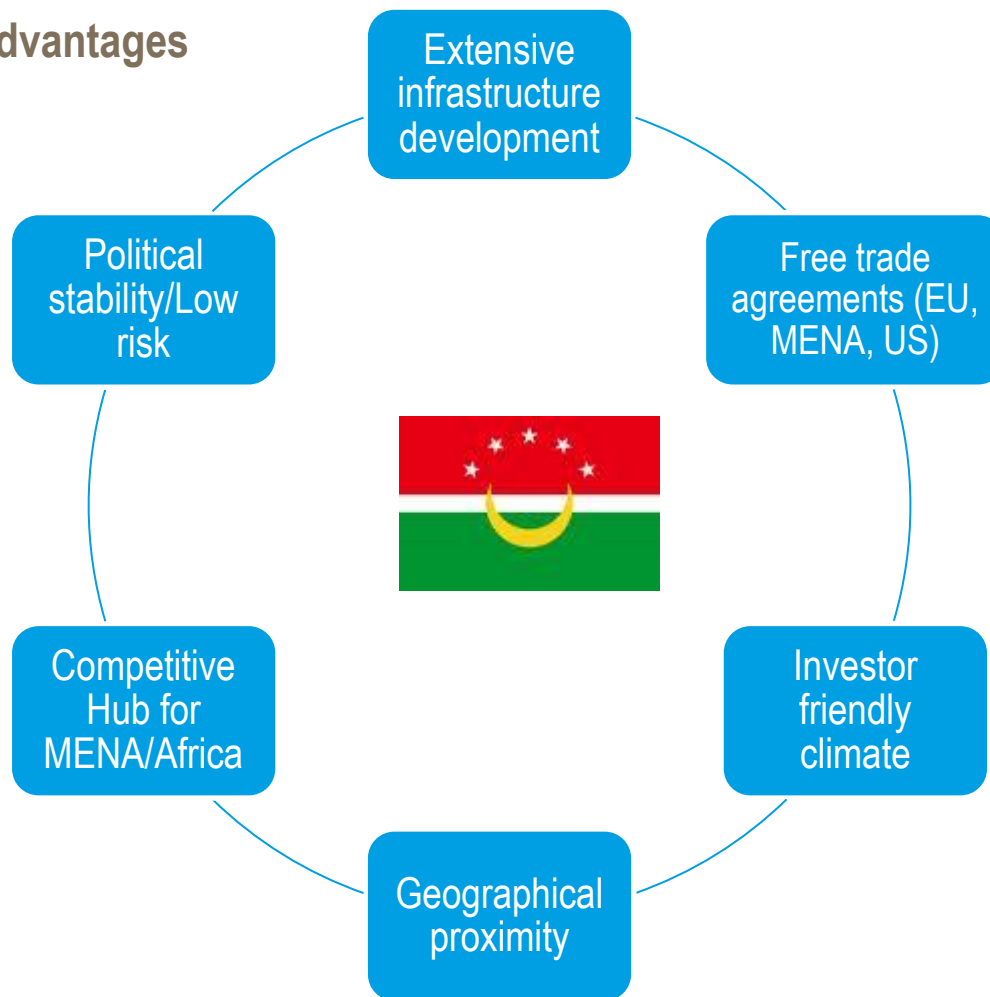 dvantages
Extensive
infrastructure
development
Free trade
agreements (EU,
MENA, US)
Investor
friendly
climate
Geographical
proximity
Competitive
Hub for
MENA/Africa
Political
stability/Low
risk